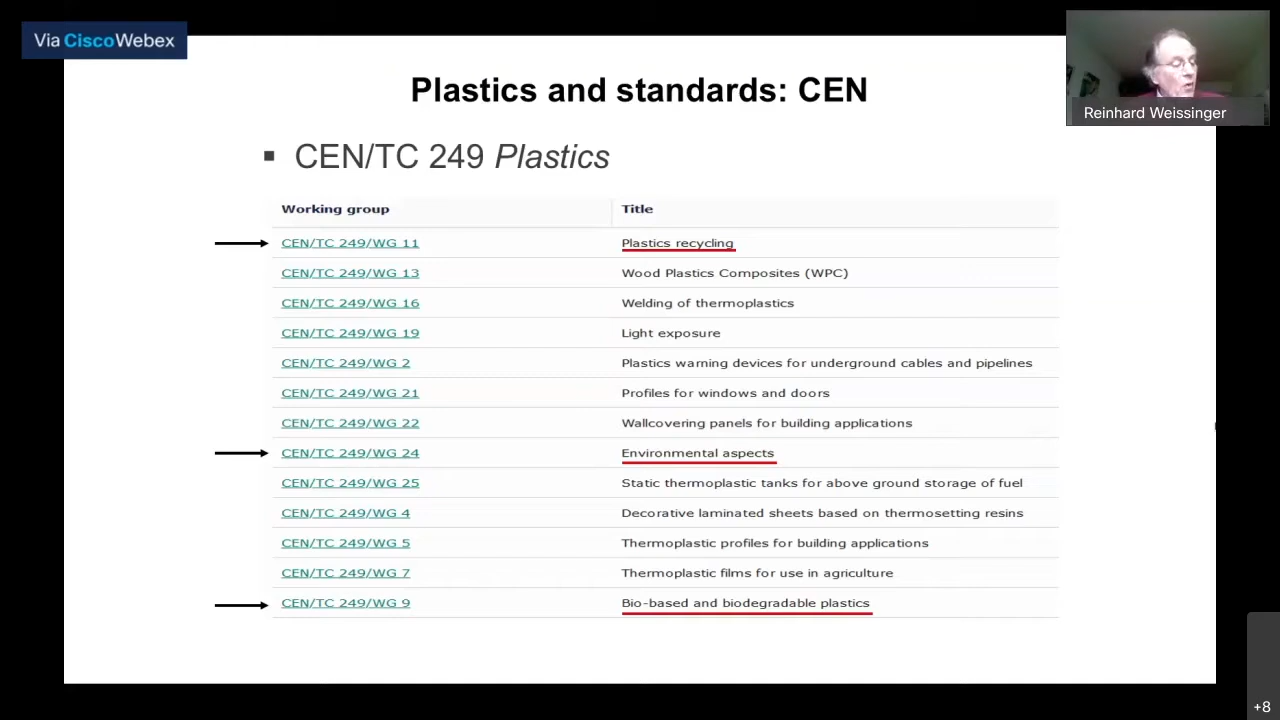 Via CiscoWebex
Reinhard Weissinger
Plastics and standards: CEN
▪ CEN/TC 249 Plastics
Working group Title
CEN/TC 249/WG 11 Plastics recycling
CEN/TC 249/WG 13 Wood Plastics Composites (WPC)
CEN/TC 249/WG 16 Welding of thermoplastics
CEN/TC 249/WG 19 Light exposure
CEN/TC 249/WG 2 Plastics warning devices for underground cables and pipelines
CEN/TC 249/WG 21 Profiles for windows and doors
CEN/TC 249/WG 22 Wallcovering panels for building applications
CEN/TC 249/WG 24 Environmental aspects
CEN/TC 249/WG 25 Static thermoplastic tanks for above ground storage of fuel
CEN/TC 249/WG 4 Decorative laminated sheets based on thermosetting resins
CEN/TC 249/WG 5 Thermoplastic profiles for building applications
CEN/TC 249/WG 7 Thermoplastic films for use in agriculture
CEN/TC 249/WG 9 Bio-based and biodegradable plastics
+8